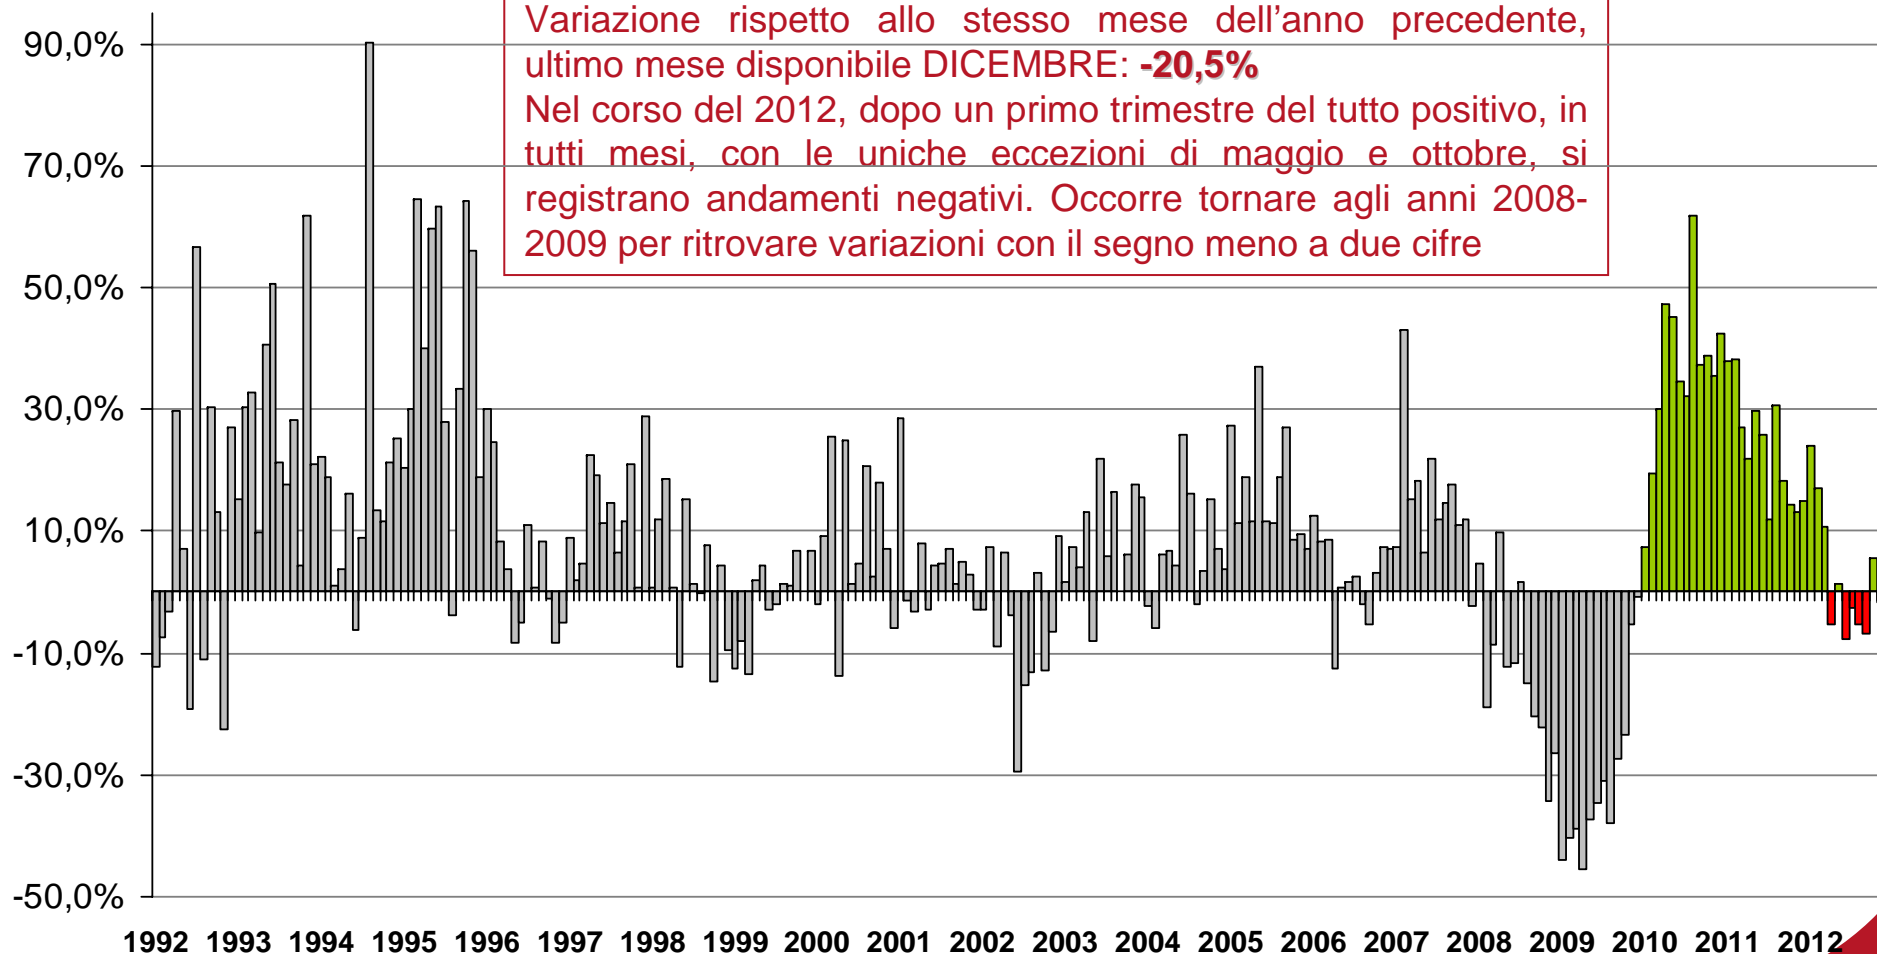 Variazione rispetto allo stesso mese dell'anno precedente,
ultimo mese disponibile DICEMBRE: -20,5%
Nel corso del 2012, dopo un primo trimestre del tutto positivo, in
tutti mesi, con le uniche eccezioni di maggio e ottobre, si
registrano andamenti negativi. Occorre tornare agli anni 2008-
2009 per ritrovare variazioni con il segno meno a due cifre
90,0%
70,0%
50,0%
30,0%
10,0%
-10,0%
-30,0%
-50,0%
1992 1993 1994 1995 1996 1997 1998 1999 2000 2001 2002 2003 2004 2005 2006 2007 2008 2009 2010 2011 2012